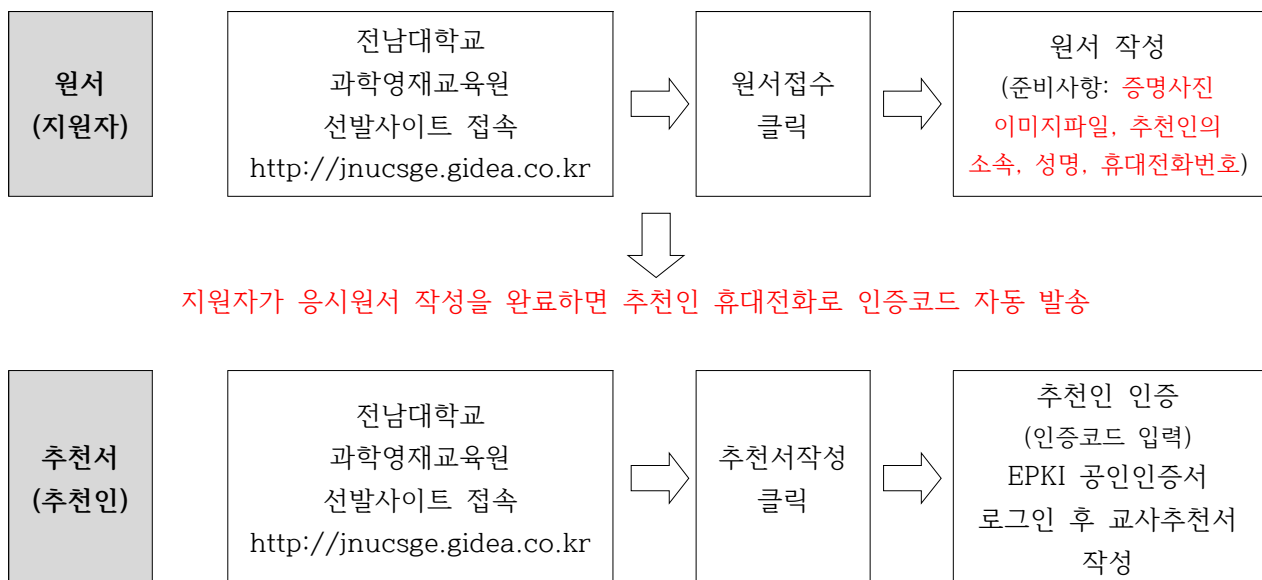 원서
(지원자)
전남대학교
과학영재교육원
선발사이트 접속
http://jnucsge.gidea.co.kr
원서접수
클릭
원서 작성
(준비사항: 증명사진
이미지파일, 추천인의
소속, 성명, 휴대전화번호)
지원자가 응시원서 작성을 완료하면 추천인 휴대전화로 인증코드 자동 발송
추천서
(추천인)
전남대학교
과학영재교육원
선발사이트 접속
http://jnucsge.gidea.co.kr
추천서작성
클릭
추천인 인증
(인증코드 입력)
EPKI 공인인증서
로그인 후 교사추천서
작성